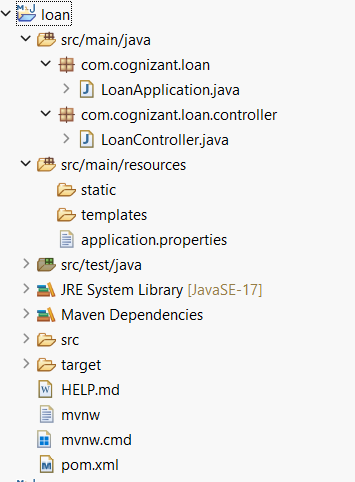 loan
src/main/java
com.cognizant.loan
LoanApplication.java
com.cognizant.loan.controller
LoanController.java
src/main/resources
static
templates
application.properties
src/test/java
JRE System Library [JavaSE-17]
Maven Dependencies
src
target
HELP.md
mvnw
mvnw.cmd
pom.xml